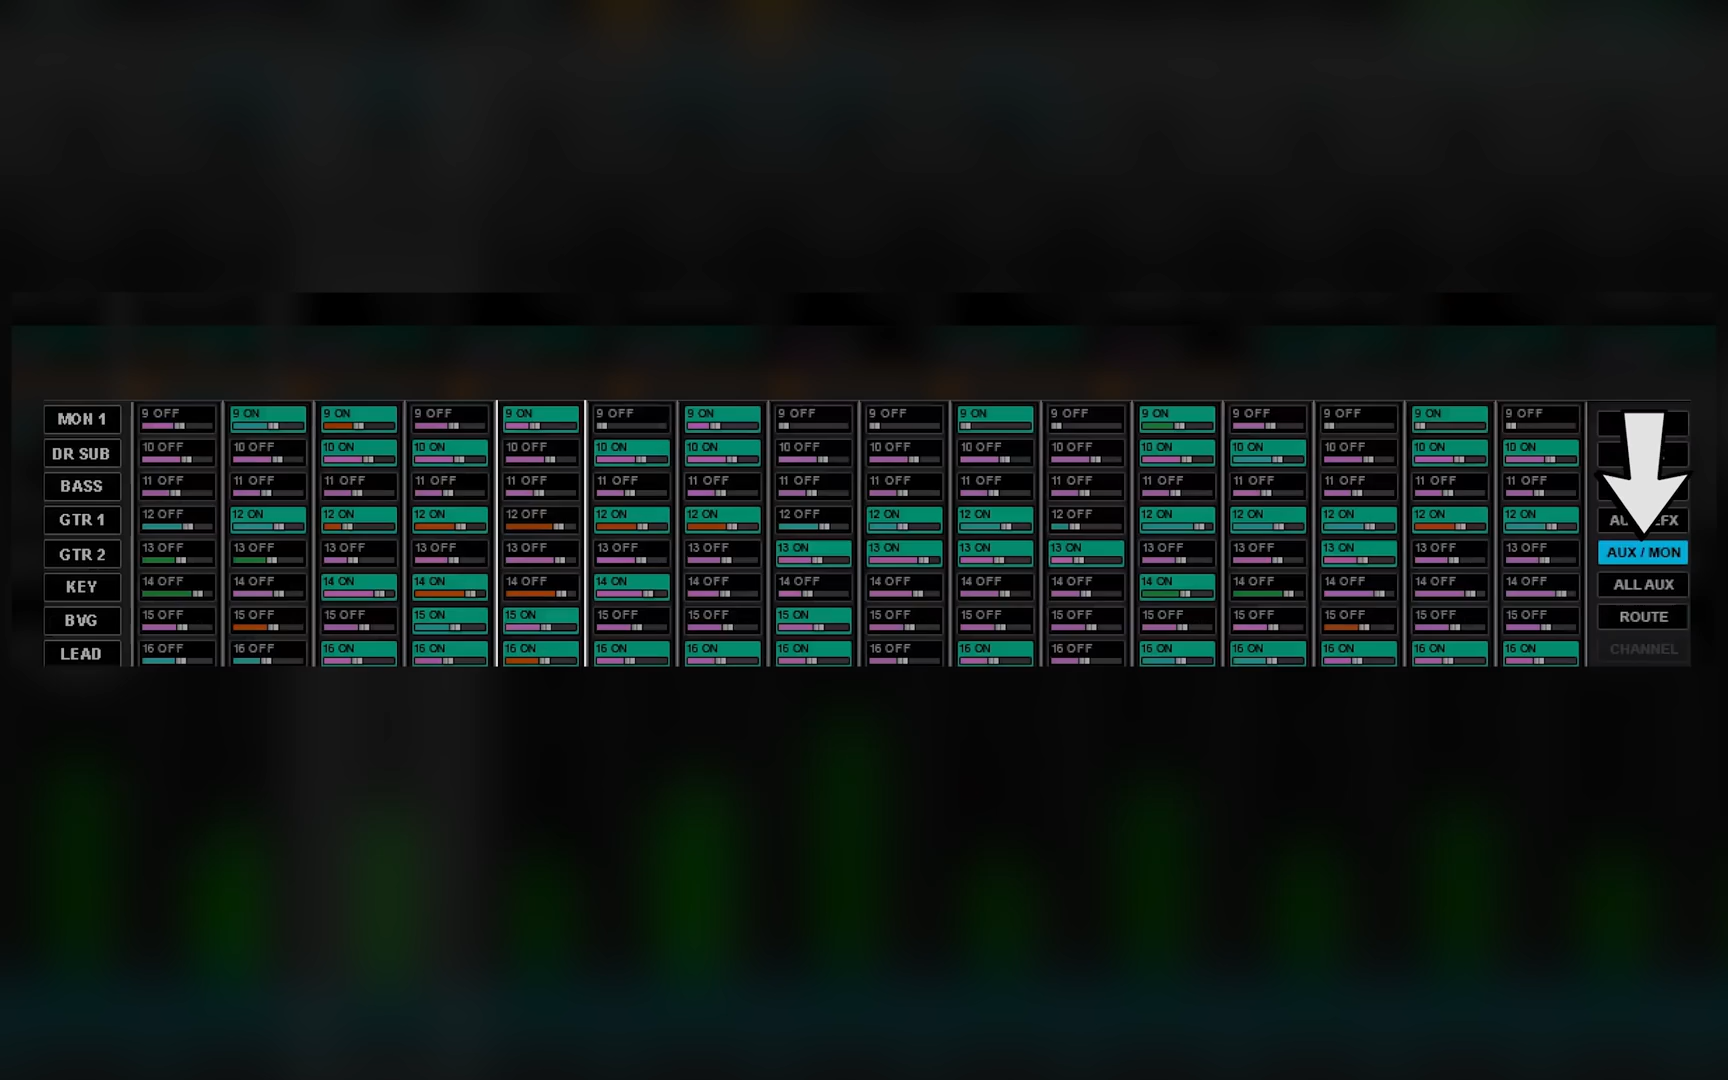 MON 1 9 OFF 9 ON 9 ON 9 OFF 9 ON 9 OFF 9 ON 9 OFF 9 OFF 9 ON 9 OFF 9 ON 9 OFF 9 OFF 9 ON 9 OFF
DR SUB 10 OFF 10 OFF 10 ON 10 ON 10 OFF 10 ON 10 ON 10 OFF 10 OFF 10 OFF 10 OFF 10 ON 10 ON 10 OFF 10 ON 10 ON
BASS 11 OFF 11 OFF 11 OFF 11 OFF 11 OFF 11 OFF 11 OFF 11 OFF 11 OFF 11 OFF 11 OFF 11 OFF 11 OFF 11 OFF 11 OFF 11 OFF
GTR 1 12 OFF 12 ON 12 ON 12 ON 12 OFF 12 ON 12 ON 12 OFF 12 ON 12 ON 12 OFF 12 ON 12 ON 12 ON 12 ON 12 ON
GTR 2 13 OFF 13 OFF 13 OFF 13 OFF 13 OFF 13 OFF 13 OFF 13 ON 13 ON 13 ON 13 ON 13 OFF 13 OFF 13 ON 13 OFF 13 OFF AUX / MON
KEY 14 OFF 14 OFF 14 ON 14 ON 14 OFF 14 ON 14 OFF 14 OFF 14 OFF 14 OFF 14 OFF 14 ON 14 OFF 14 OFF 14 OFF 14 OFF ALL AUX
BVG 15 OFF 15 OFF 15 OFF 15 ON 15 ON 15 OFF 15 OFF 15 ON 15 OFF 15 OFF 15 OFF 15 OFF 15 OFF 15 OFF 15 OFF 15 OFF ROUTE
LEAD 16 OFF 16 OFF 16 ON 16 ON 16 ON 16 ON 16 ON 16 ON 16 OFF 16 ON 16 OFF 16 ON 16 ON 16 ON 16 ON 16 ON CHANNEL